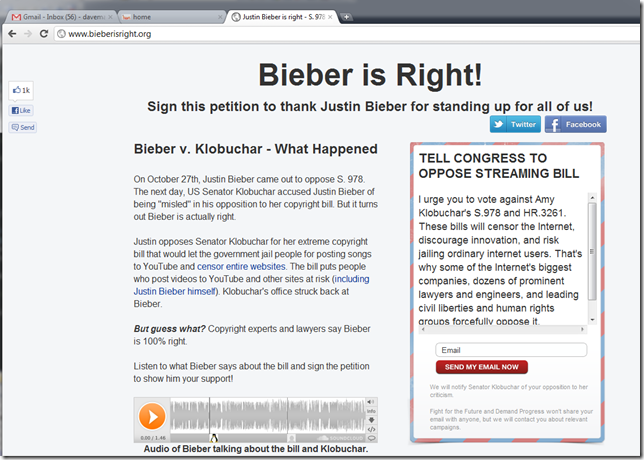 Gmail - Inbox (56) - davem
home
Justin Bieber is right - S. 978
www.bieberisright.org
1k
Like
Send
Bieber is Right!
Sign this petition to thank Justin Bieber for standing up for all of us!
Twitter
Facebook
Bieber v. Klobuchar - What Happened
On October 27th, Justin Bieber came out to oppose S. 978.
The next day, US Senator Klobuchar accused Justin Bieber of
being "misled" in his opposition to her copyright bill. But it turns
out Bieber is actually right.
Justin opposes Senator Klobuchar for her extreme copyright
bill that would let the government jail people for posting songs
to YouTube and censor entire websites. The bill puts people
who post videos to YouTube and other sites at risk (including
Justin Bieber himself). Klobuchar's office struck back at
Bieber.
But guess what? Copyright experts and lawyers say Bieber
is 100% right.
Listen to what Bieber says about the bill and sign the petition
to show him your support!
Info
0.00 / 1.46
SOUNDCLOUD
Audio of Bieber talking about the bill and Klobuchar.
TELL CONGRESS TO
OPPOSE STREAMING BILL
I urge you to vote against Amy
Klobuchar's S.978 and HR.3261.
These bills will censor the Internet,
discourage innovation, and risk
jailing ordinary internet users. That's
why some of the Internet's biggest
companies, dozens of prominent
lawyers and engineers, and leading
civil liberties and human rights
groups forcefully oppose it.
Email
SEND MY EMAIL NOW
We will notify Senator Klobuchar of your opposition to her
criticism.
Fight for the Future and Demand Progress won't share your
email with anyone, but we will contact you about relevant
campaigns.